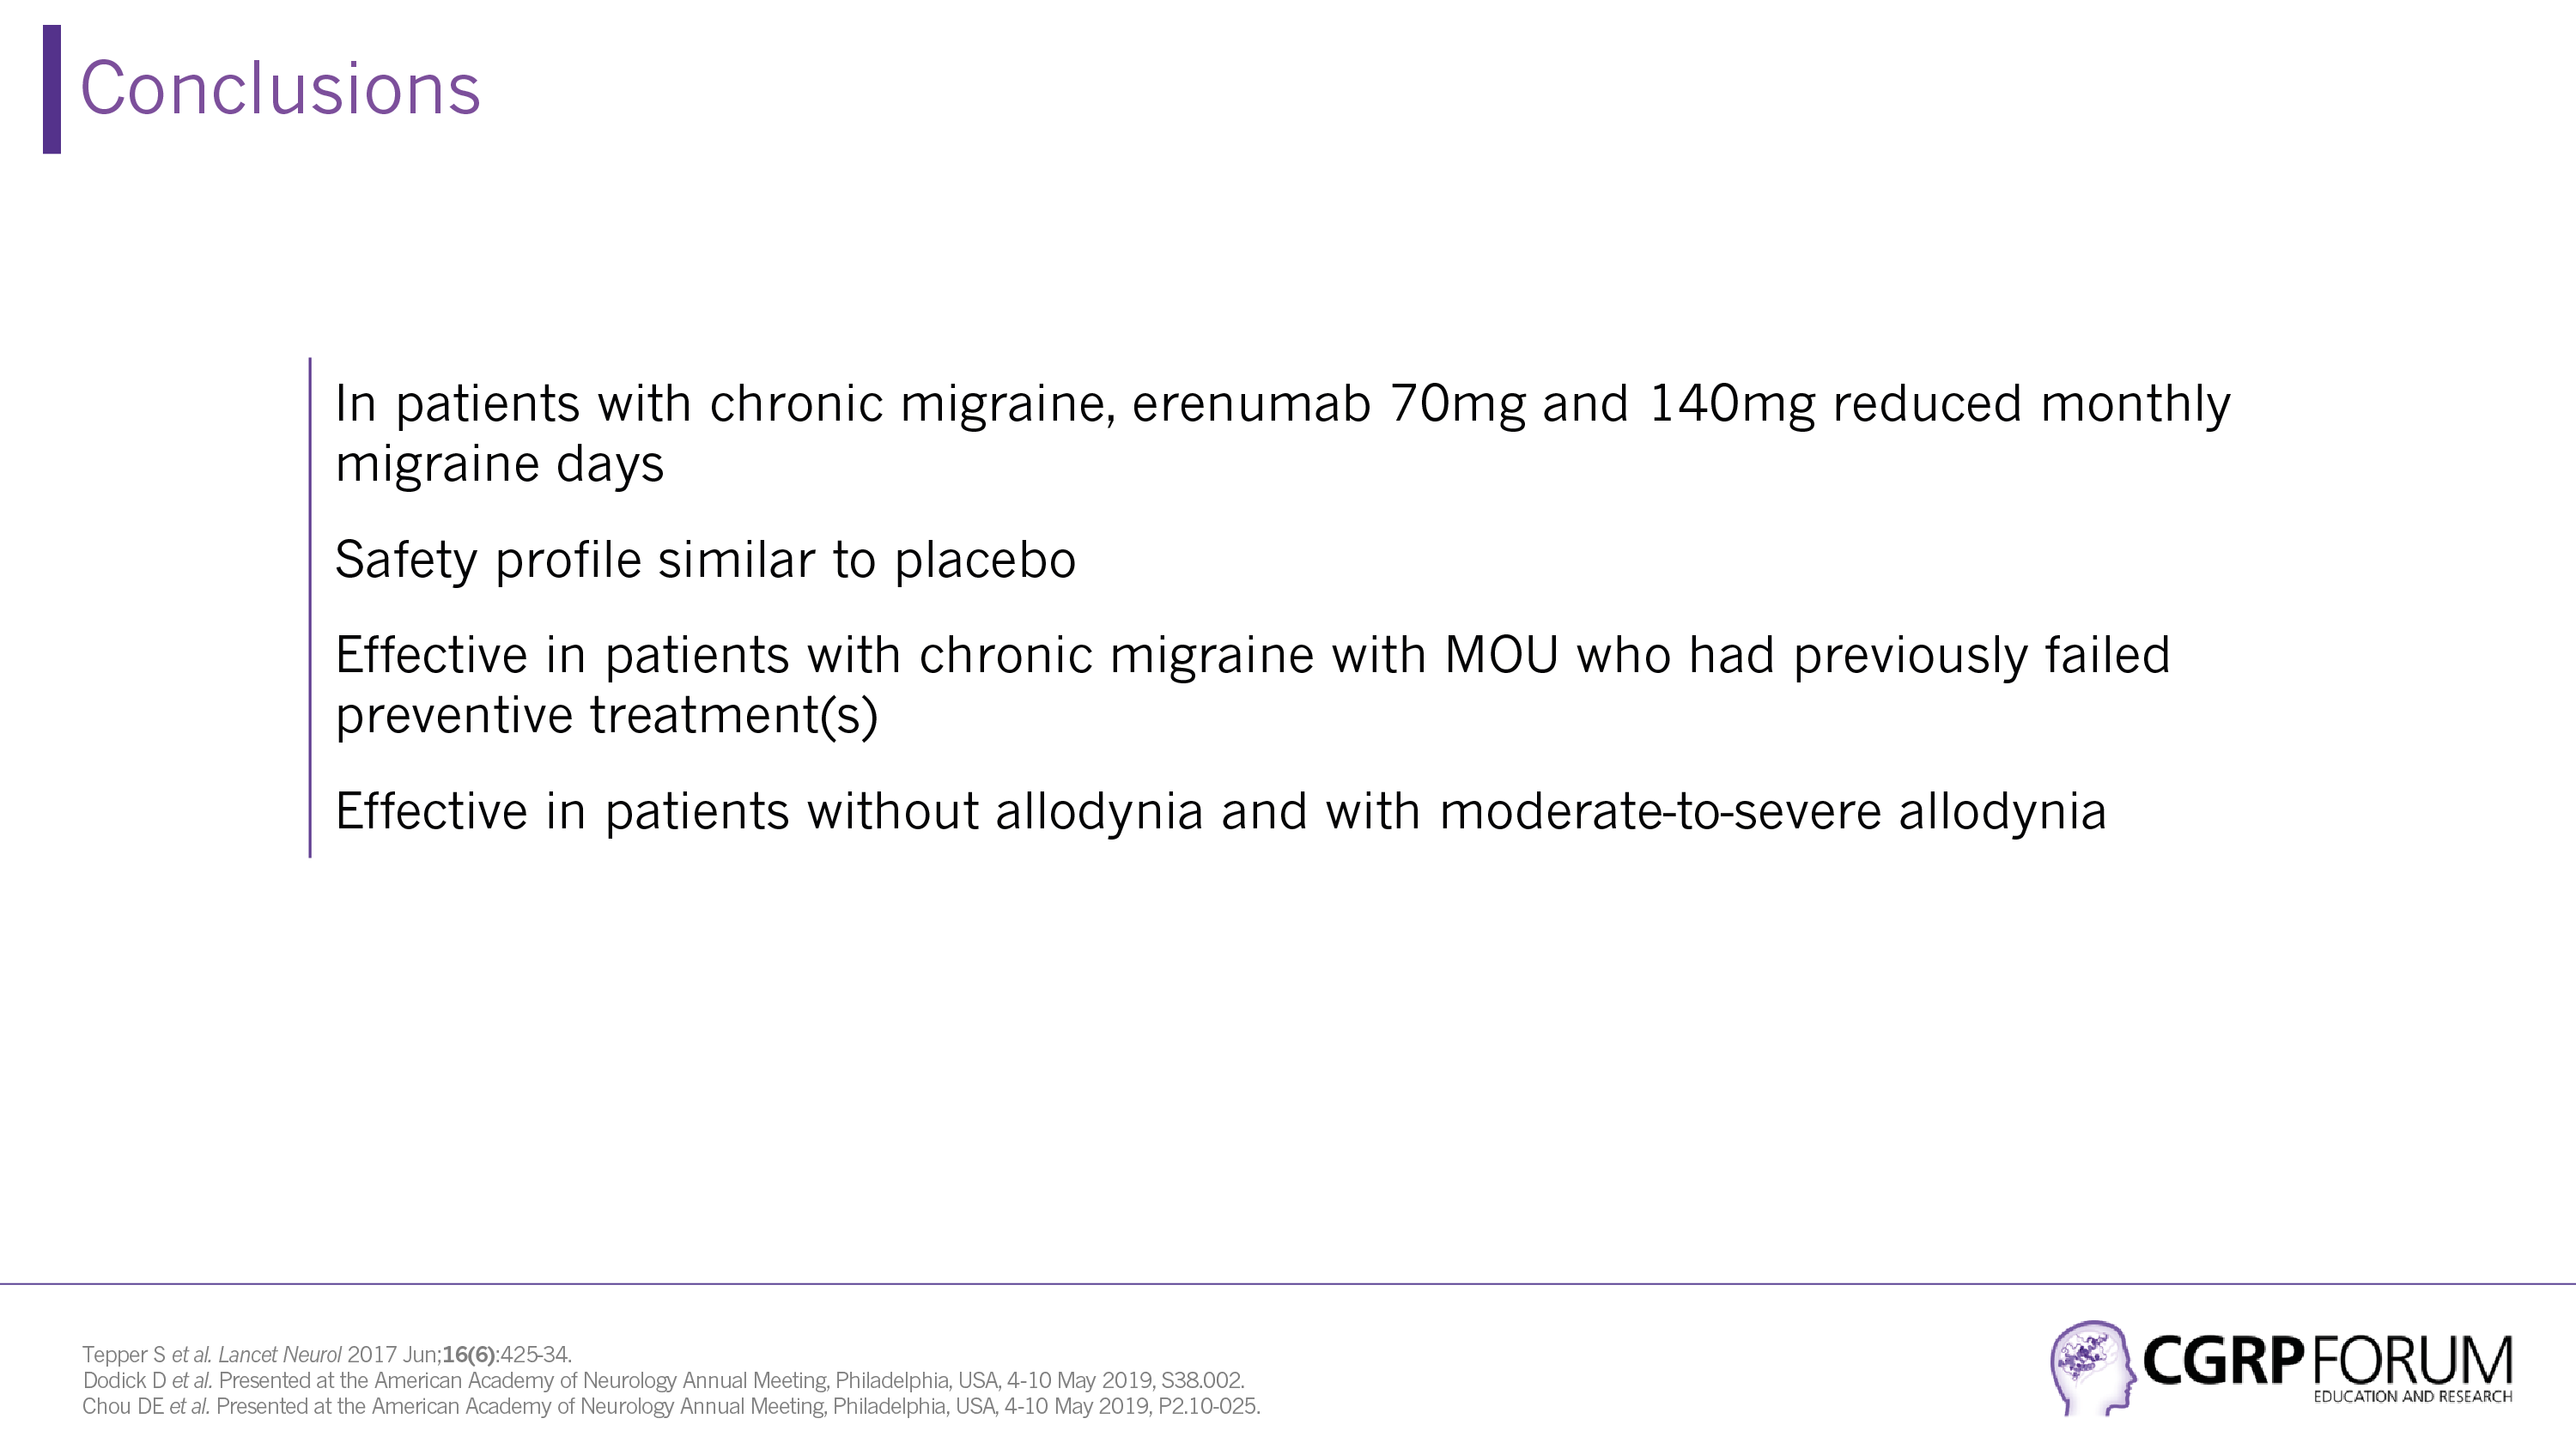 Conclusions
In patients with chronic migraine, erenumab 70mg and 140mg reduced monthly
migraine days
Safety profile similar to placebo
Effective in patients with chronic migraine with MOU who had previously failed
preventive treatment(s)
Effective in patients without allodynia and with moderate-to-severe allodynia
Tepper S et al. Lancet Neurol 2017 Jun;16(6):425-34.
Dodick D et al. Presented at the American Academy of Neurology Annual Meeting, Philadelphia, USA, 4-10 May 2019, S38.002.
Chou DE et al. Presented at the American Academy of Neurology Annual Meeting, Philadelphia, USA, 4-10 May 2019, P2.10-025.
CGRP FORUM
EDUCATION AND RESEARCH